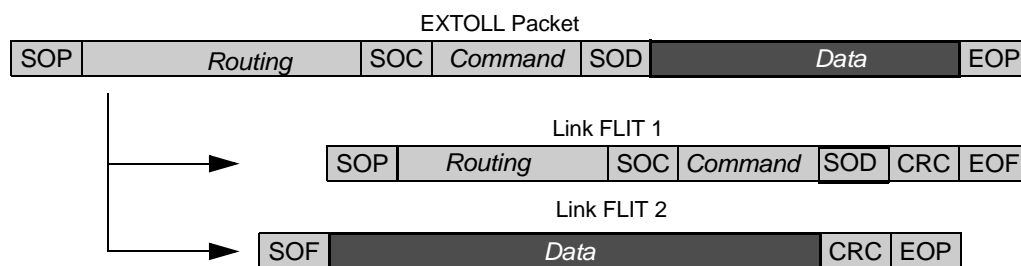 EXTOLL Packet
SOP Routing SOC Command SOD Data EOP
Link FLIT 1
SOP Routing SOC Command SOD CRC EOF
Link FLIT 2
SOF Data CRC EOP